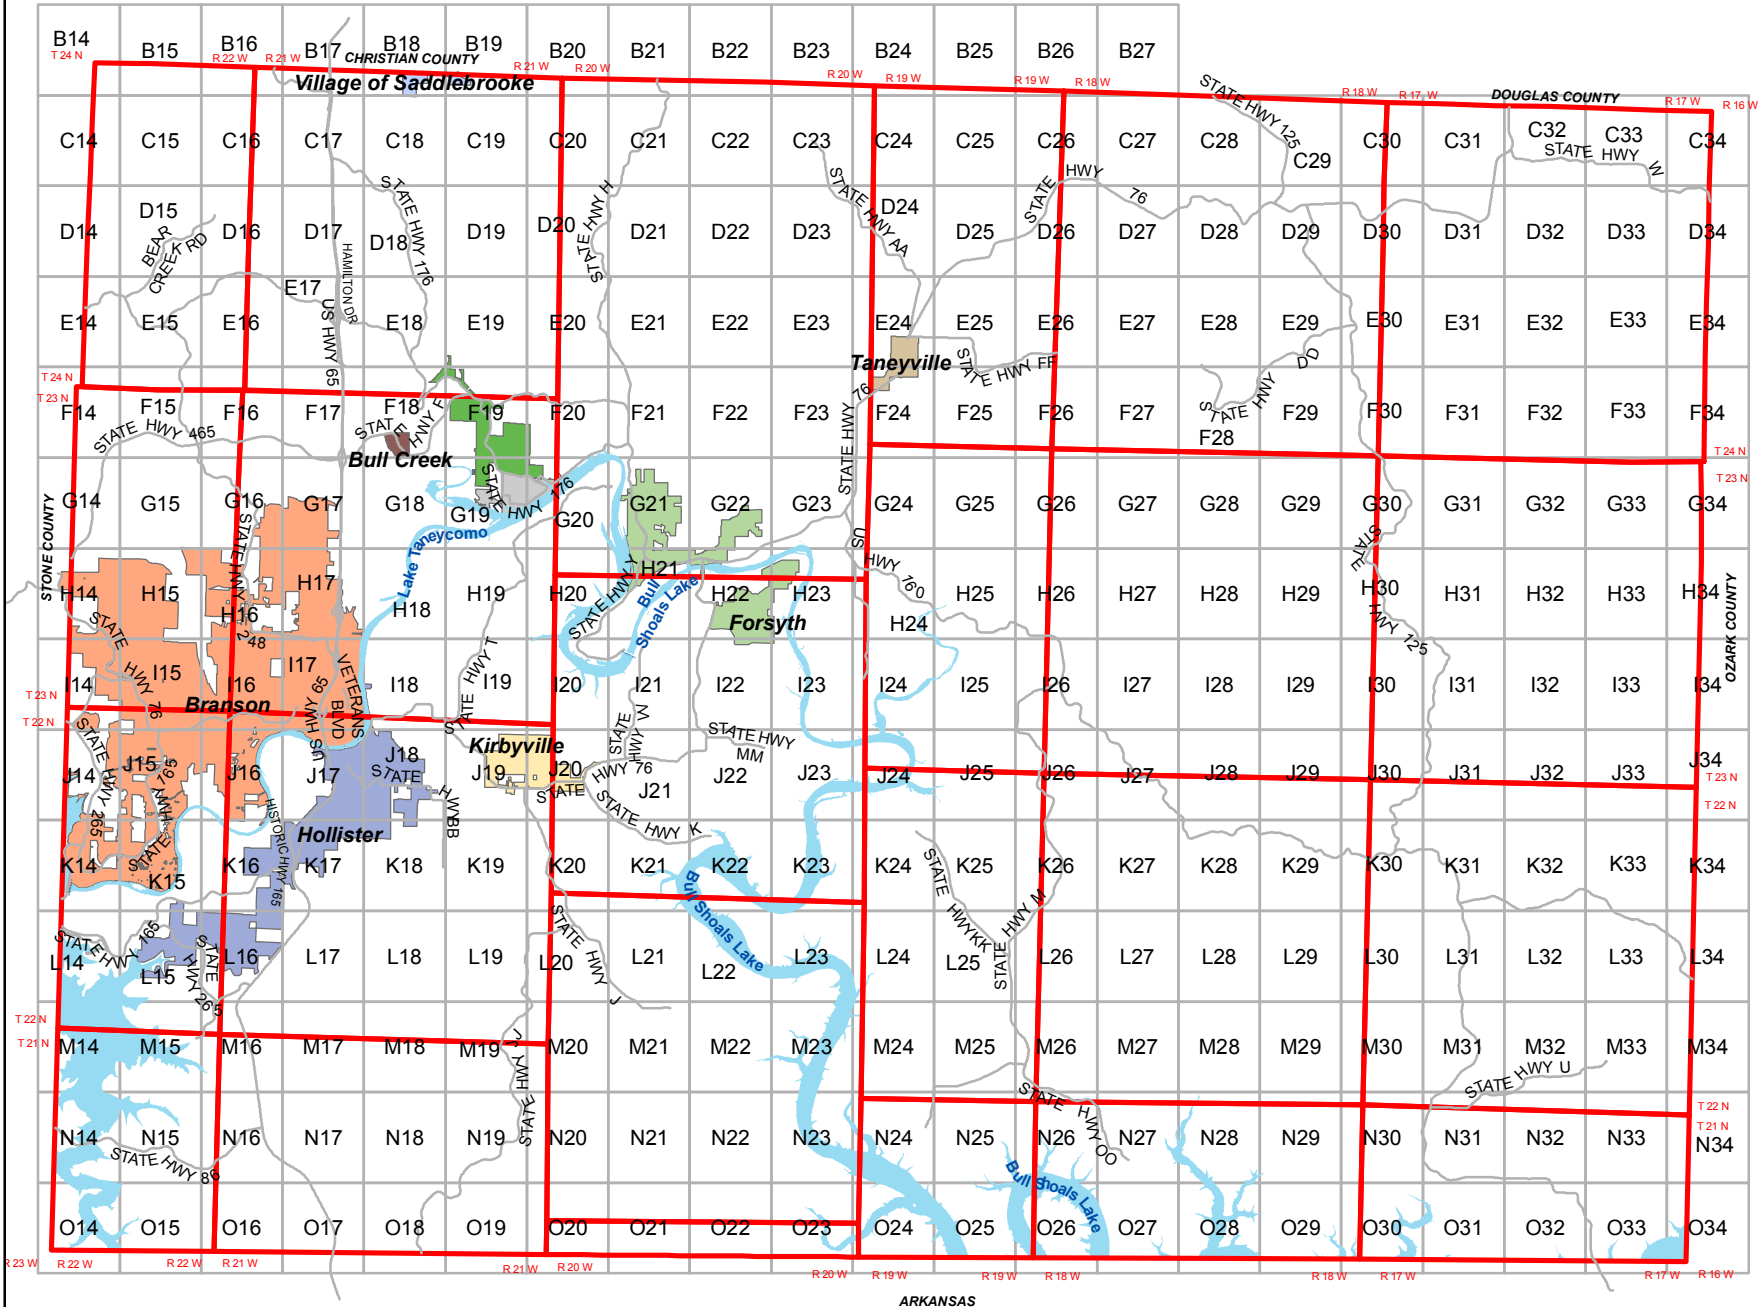 B14 B15 B16 B17 B18 B19 B20 B21 B22 B23 B24 B25 B26 B27
T 24 N R 22 W R 21 W CHRISTIAN COUNTY R 21 W R 20 W R 20 W R 19 W R 19 W R 18 W R 18 W R 17 W DOUGLAS COUNTY R 17 W R 16 W
Village of Saddlebrooke
STATE HWY 125
C14 C15 C16 C17 C18 C19 C20 C21 C22 C23 C24 C25 C26 C27 C28 C29 C30 C31 C32 C33 C34
STATE HWY W
STATE HWY 76
STATE HWY 176
STATE HWY H
STATE HWY AA
D14 D15 D16 D17 D18 D19 D20 D21 D22 D23 D24 D25 D26 D27 D28 D29 D30 D31 D32 D33 D34
BEAR
CREEK RD
HAMILTON DR
US HWY 65
E14 E15 E16 E17 E18 E19 E20 E21 E22 E23 E24 E25 E26 E27 E28 E29 E30 E31 E32 E33 E34
Taneyville
STATE HWY FF
STATE HWY DD
T 24 N
T 23 N
F14 F15 F16 F17 F18 F19 F20 F21 F22 F23 F24 F25 F26 F27 F28 F29 F30 F31 F32 F33 F34
STATE HWY 465
STATE HWY F
STATE HWY 76
Bull Creek
T 24 N
T 23 N
STATE HWY 176
G14 G15 G16 G17 G18 G19 G20 G21 G22 G23 G24 G25 G26 G27 G28 G29 G30 G31 G32 G33 G34
STONE COUNTY
STATE HWY 248
Lake Taneycomo
STATE HWY Y
US HWY 160
STATE HWY 125
H14 H15 H16 H17 H18 H19 H20 H21 H22 H23 H24 H25 H26 H27 H28 H29 H30 H31 H32 H33 H34
Bull
Shoals Lake
Forsyth
OZARK COUNTY
STATE HWY 76
VETERANS
BLVD
US HWY 65
STATE HWY T
I14 I15 I16 I17 I18 I19 I20 I21 I22 I23 I24 I25 I26 I27 I28 I29 I30 I31 I32 I33 I34
Branson
T 23 N
T 22 N
STATE HWY 265
STATE HWY 165
Kirbyville
STATE HWY M
STATE HWY
MM
J14 J15 J16 J17 J18 J19 J20 J21 J22 J23 J24 J25 J26 J27 J28 J29 J30 J31 J32 J33 J34
STATE HWY BB
STATE HWY 76
STATE HWY K
T 23 N
T 22 N
HISTORIC HWY 165
Hollister
K14 K15 K16 K17 K18 K19 K20 K21 K22 K23 K24 K25 K26 K27 K28 K29 K30 K31 K32 K33 K34
Bull Shoals Lake
STATE HWY KK
STATE HWY M
STATE HWY 165
STATE HWY 265
STATE HWY J
L14 L15 L16 L17 L18 L19 L20 L21 L22 L23 L24 L25 L26 L27 L28 L29 L30 L31 L32 L33 L34
T 22 N
T 21 N
M14 M15 M16 M17 M18 M19 M20 M21 M22 M23 M24 M25 M26 M27 M28 M29 M30 M31 M32 M33 M34
STATE HWY J
STATE HWY OO
STATE HWY U
T 22 N
T 21 N
N14 N15 N16 N17 N18 N19 N20 N21 N22 N23 N24 N25 N26 N27 N28 N29 N30 N31 N32 N33 N34
STATE HWY 86
Bull Shoals Lake
O14 O15 O16 O17 O18 O19 O20 O21 O22 O23 O24 O25 O26 O27 O28 O29 O30 O31 O32 O33 O34
R 23 W R 22 W R 22 W R 21 W R 21 W R 20 W R 20 W R 19 W R 19 W R 18 W R 18 W R 17 W R 17 W R 16 W
ARKANSAS